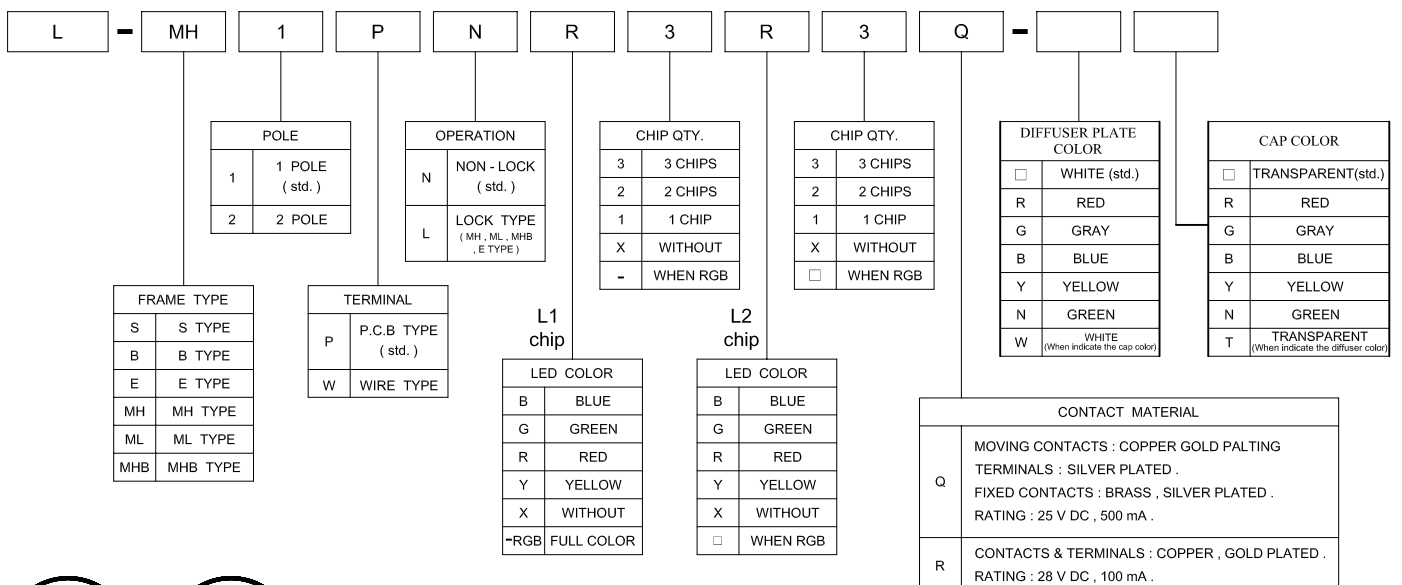 L - MH 1 P N R 3 R 3 Q -
POLE
1 1 POLE
( std. )
2 2 POLE
OPERATION
N NON - LOCK
( std. )
L LOCK TYPE
( MH , ML , MHB
, E TYPE )
CHIP QTY.
3 3 CHIPS
2 2 CHIPS
1 1 CHIP
X WITHOUT
- WHEN RGB
CHIP QTY.
3 3 CHIPS
2 2 CHIPS
1 1 CHIP
X WITHOUT
□ WHEN RGB
DIFFUSER PLATE
COLOR
□ WHITE (std.)
R RED
G GRAY
B BLUE
Y YELLOW
N GREEN
W WHITE
(When indicate the cap color)
CAP COLOR
□ TRANSPARENT(std.)
R RED
G GRAY
B BLUE
Y YELLOW
N GREEN
T TRANSPARENT
(When indicate the diffuser color)
FRAME TYPE
S S TYPE
B B TYPE
E E TYPE
MH MH TYPE
ML ML TYPE
MHB MHB TYPE
TERMINAL
P P.C.B TYPE
( std. )
W WIRE TYPE
L1
chip
LED COLOR
B BLUE
G GREEN
R RED
Y YELLOW
X WITHOUT
-RGB FULL COLOR
L2
chip
LED COLOR
B BLUE
G GREEN
R RED
Y YELLOW
X WITHOUT
□ WHEN RGB
CONTACT MATERIAL
Q MOVING CONTACTS : COPPER GOLD PALTING
TERMINALS : SILVER PLATED .
FIXED CONTACTS : BRASS , SILVER PLATED .
RATING : 25 V DC , 500 mA .
R CONTACTS & TERMINALS : COPPER , GOLD PLATED .
RATING : 28 V DC , 100 mA .